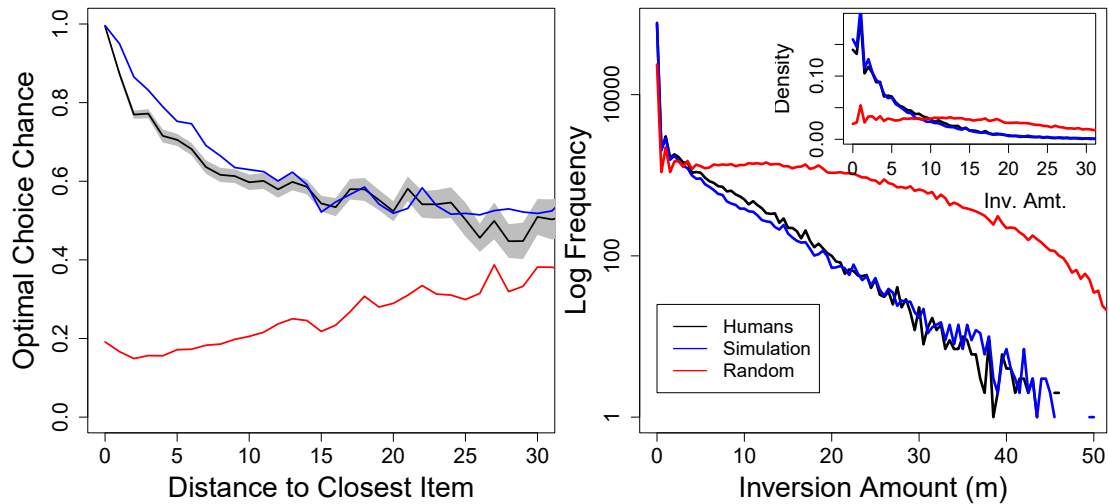 Optimal Choice Chance
1.0
0.8
0.6
0.4
0.2
0.0
0 5 10 15 20 25 30
Distance to Closest Item
Log Frequency
10000
100
1
0 10 20 30 40 50
Inversion Amount (m)
Humans
Simulation
Random
Density
0.10
0.00
0 5 10 15 20 25 30
Inv. Amt.